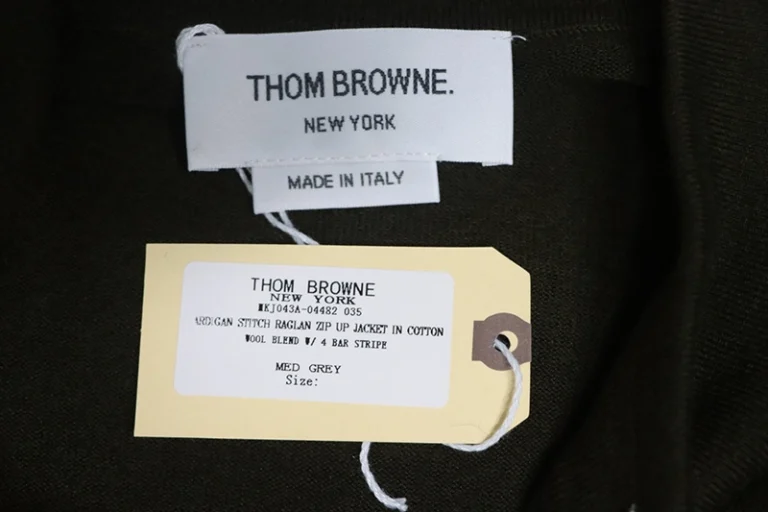 THOM BROWNE.
NEW YORK
MADE IN ITALY
THOM BROWNE
NEW YORK
MKJ043A-04482 035
ARDIGAN STITCH RAGLAN ZIP UP JACKET IN COTTON
WOOL BLEND W/ 4 BAR STRIPE
MED GREY
Size: